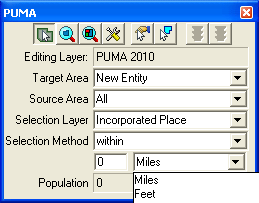 PUMA
Editing Layer: PUMA 2010
Target Area New Entity
Source Area All
Selection Layer Incorporated Place
Selection Method within
0 Miles
Population 0 Miles
Feet